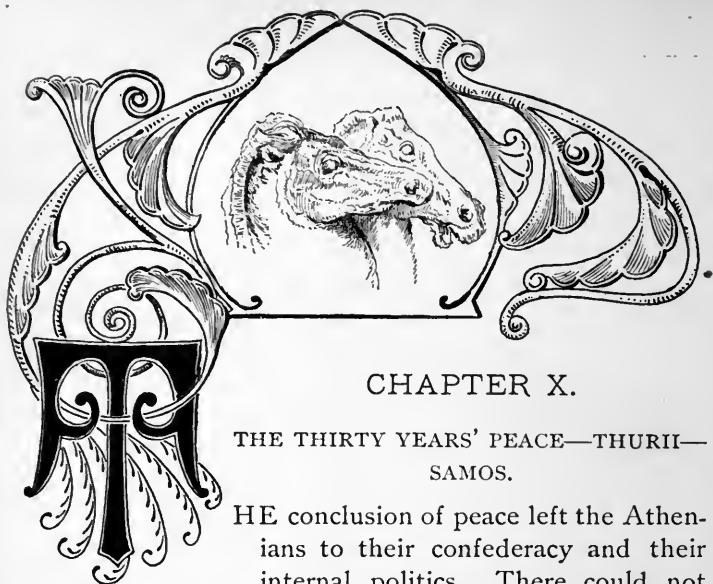 CHAPTER X.
THE THIRTY YEARS' PEACE—THURII—
SAMOS.
THE conclusion of peace left the Athen-
ians to their confederacy and their
internal politics. There could not